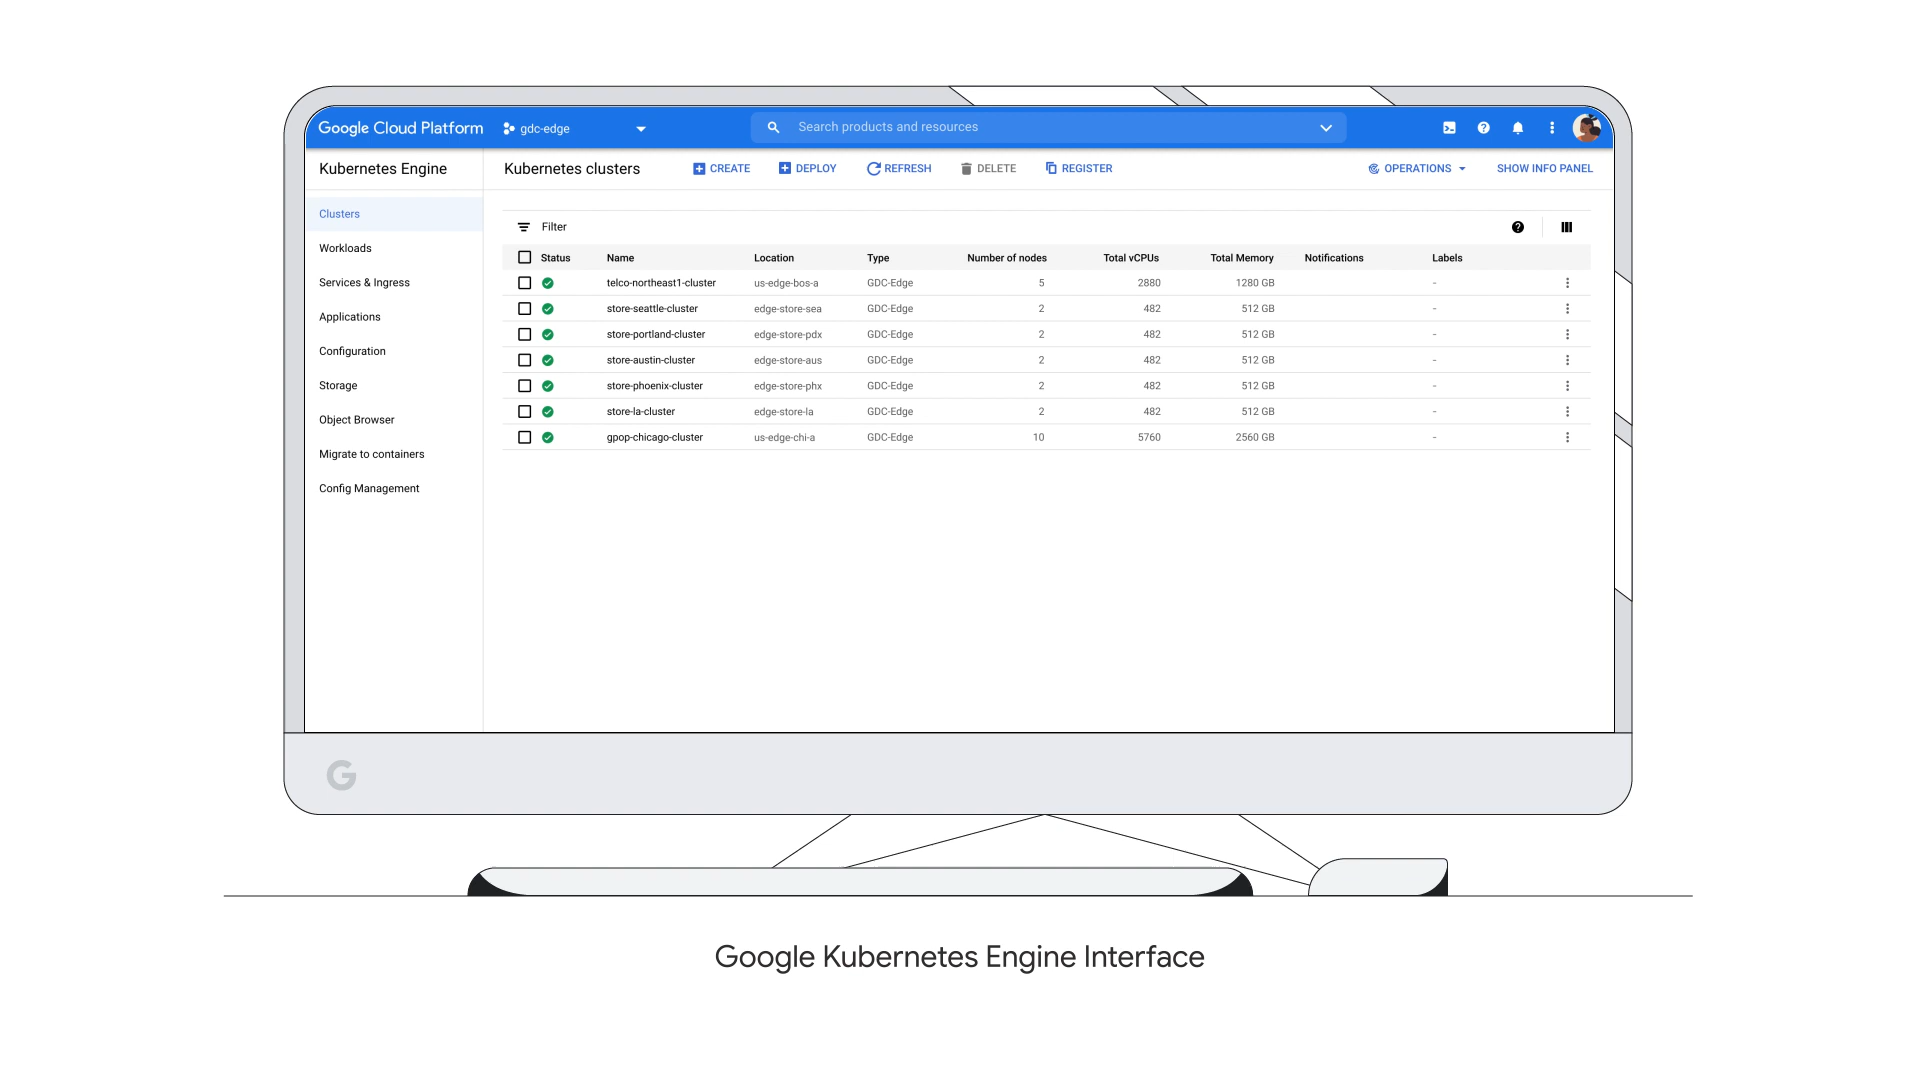 Google Cloud Platform gdc-edge Search products and resources
Kubernetes Engine Kubernetes clusters CREATE DEPLOY REFRESH DELETE REGISTER OPERATIONS SHOW INFO PANEL
Clusters
Workloads
Services & Ingress
Applications
Configuration
Storage
Object Browser
Migrate to containers
Config Management
Filter
Status Name Location Type Number of nodes Total vCPUs Total Memory Notifications Labels
telco-northeast1-cluster us-edge-bos-a GDC-Edge 5 2880 1280 GB -
store-seattle-cluster edge-store-sea GDC-Edge 2 482 512 GB -
store-portland-cluster edge-store-pdx GDC-Edge 2 482 512 GB -
store-austin-cluster edge-store-aus GDC-Edge 2 482 512 GB -
store-phoenix-cluster edge-store-phx GDC-Edge 2 482 512 GB -
store-la-cluster edge-store-la GDC-Edge 2 482 512 GB -
gpop-chicago-cluster us-edge-chi-a GDC-Edge 10 5760 2560 GB -
G
Google Kubernetes Engine Interface